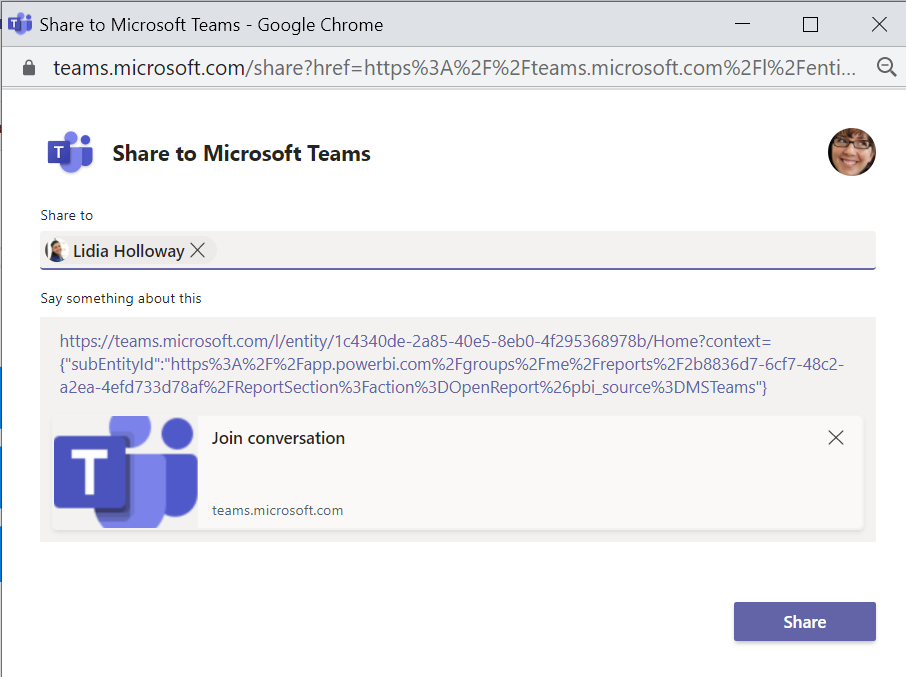 Share to Microsoft Teams - Google Chrome
teams.microsoft.com/share?href=https%3A%2F%2Fteams.microsoft.com%2Fl%2Fenti...
T
Share to Microsoft Teams
Share to
Lidia Holloway
Say something about this
https://teams.microsoft.com/l/entity/1c4340de-2a85-40e5-8eb0-4f295368978b/Home?context=
{"subEntityId":"https%3A%2F%2Fapp.powerbi.com%2Fgroups%2Fme%2Freports%2F2b8836d7-6cf7-48c2-
a2ea-4efd733d78af%2FReportSection%3Faction%3DOpenReport%26pbi_source%3DMSTeams"}
T
Join conversation
teams.microsoft.com
Share